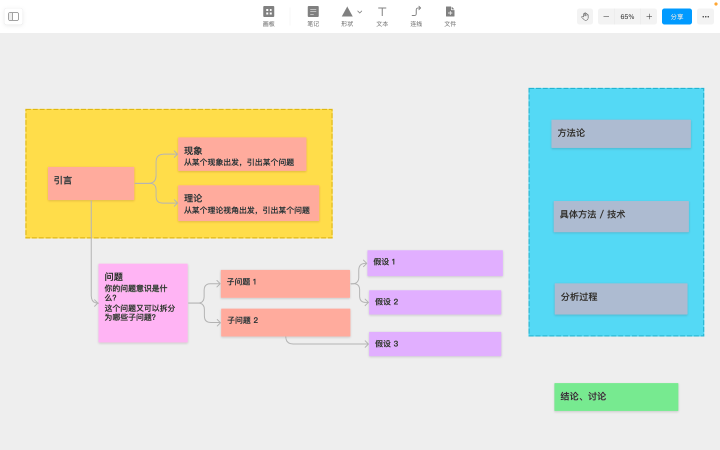 画板
笔记
形状
文本
连线
文件
65%
分享
引言
现象
从某个现象出发，引出某个问题
理论
从某个理论视角出发，引出某个问题
问题
你的问题意识是什
么？
这个问题又可以拆分
为哪些子问题？
子问题 1
子问题 2
假设 1
假设 2
假设 3
方法论
具体方法 / 技术
分析过程
结论、讨论